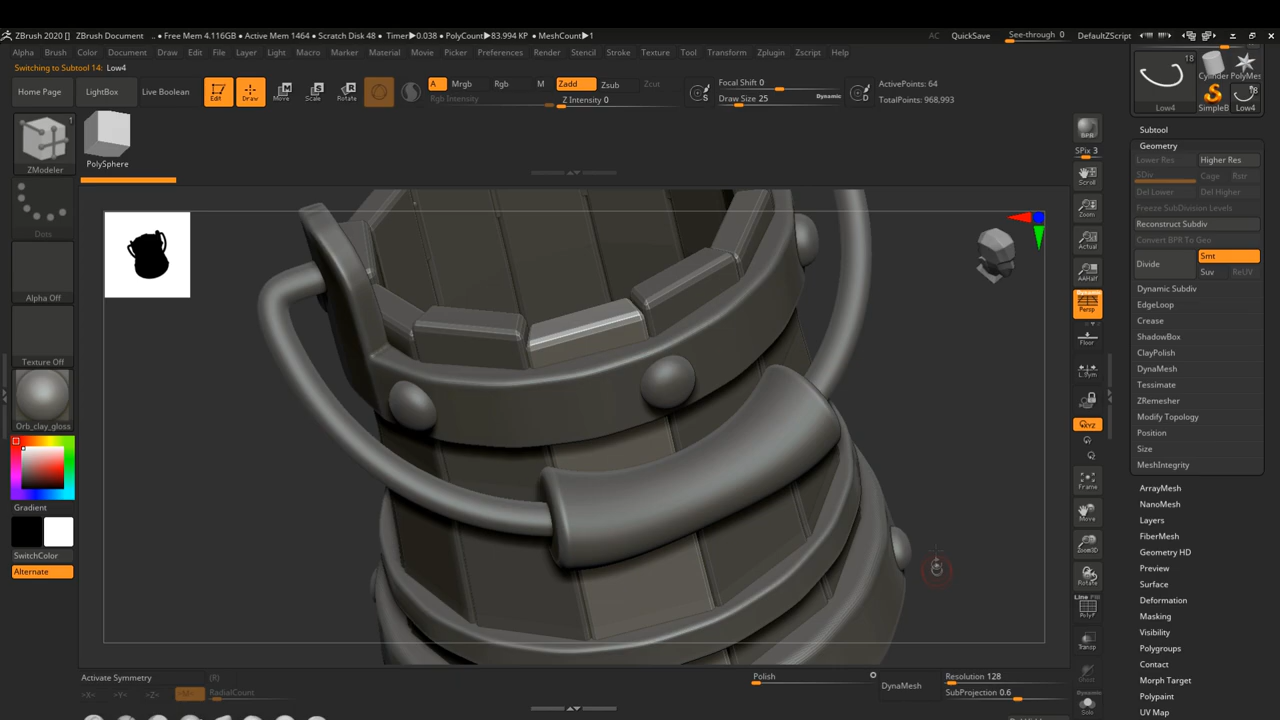 ZBrush 2020 [] ZBrush Document .. • Free Mem 4.116GB • Active Mem 1464 • Scratch Disk 48 • Timer▶0.038 • PolyCount▶83.994 KP • MeshCount▶1 AC QuickSave See-through 0 DefaultZScript
Alpha Brush Color Document Draw Edit File Layer Light Macro Marker Material Movie Picker Preferences Render Stencil Stroke Texture Tool Transform Zplugin Zscript Help
Switching to Subtool 14: Low4
Home Page LightBox Live Boolean Edit Draw Move Scale Rotate A Mrgb Rgb M Zadd Zsub Zcut Focal Shift 0 ActivePoints: 64
Rgb Intensity Z Intensity 0 S Draw Size 25 Dynamic D TotalPoints: 968,993
18
Cylinder PolyMes
Low4 SimpleB Low4
1
ZModeler
PolySphere
Dots
Alpha Off
Texture Off
Orb_clay_gloss
Gradient
SwitchColor
Alternate
BPR
SPix 3
Scroll
Zoom
Actual
AAHalf
Dynamic
Persp
Floor
L.Sym
XYZ
Frame
Move
Zoom3D
Rotate
Line Fill
PolyF
Transp
Ghost
Dynamic
Solo
Subtool
Geometry
Lower Res Higher Res
SDiv Cage Rstr
Del Lower Del Higher
Freeze SubDivision Levels
Reconstruct Subdiv
Convert BPR To Geo
Divide Smt
Suv ReUV
Dynamic Subdiv
EdgeLoop
Crease
ShadowBox
ClayPolish
DynaMesh
Tessimate
ZRemesher
Modify Topology
Position
Size
MeshIntegrity
ArrayMesh
NanoMesh
Layers
FiberMesh
Geometry HD
Preview
Surface
Deformation
Masking
Visibility
Polygroups
Contact
Morph Target
Polypaint
UV Map
Activate Symmetry (R)
>X< >Y< >Z< >M< RadialCount
Polish DynaMesh Resolution 128
SubProjection 0.6